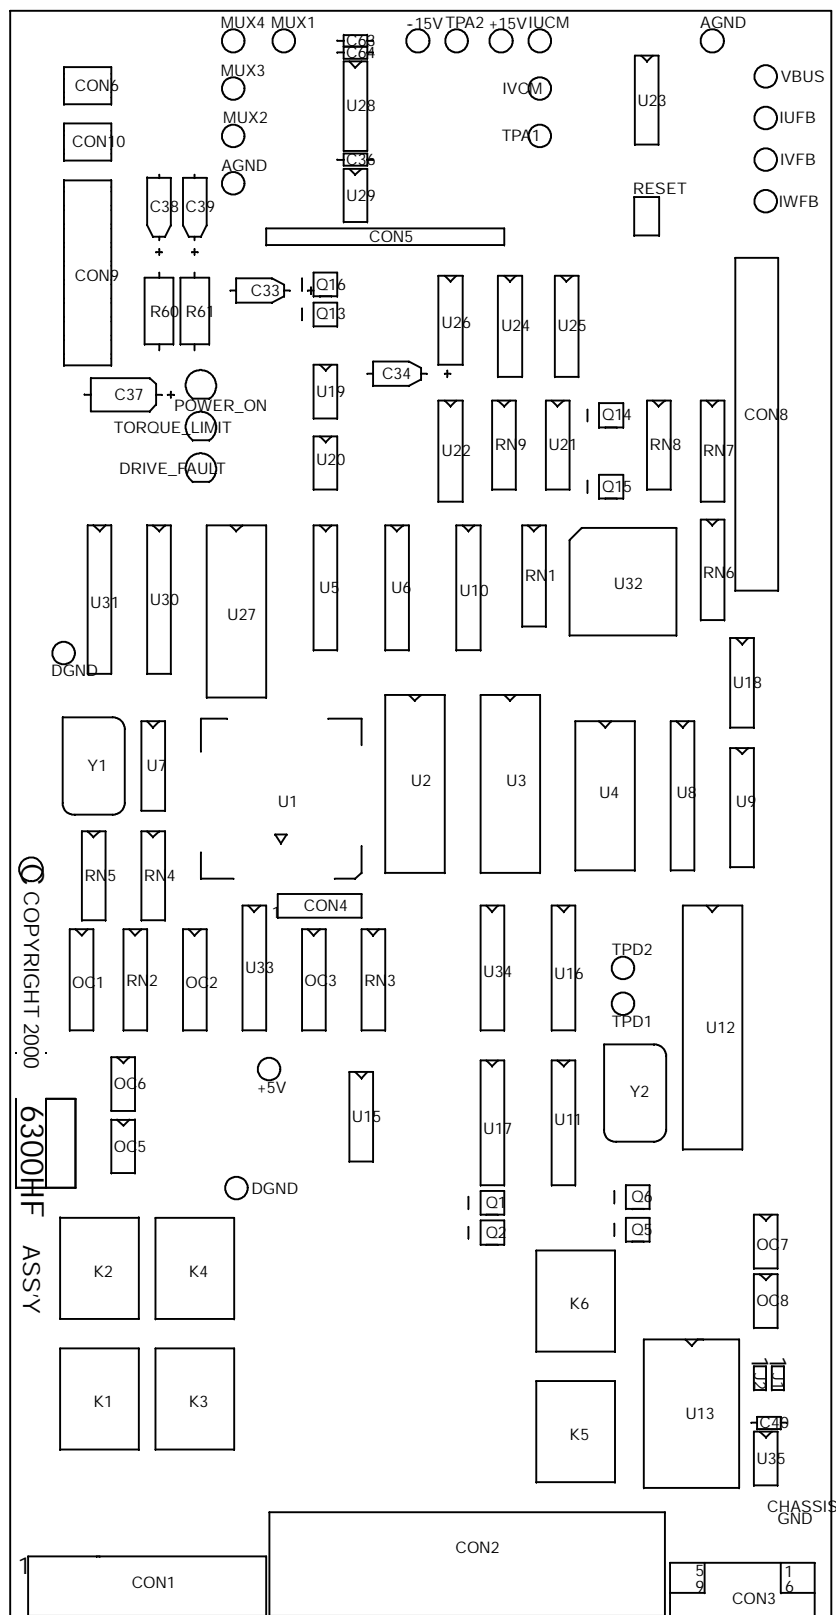 MUX4 MUX1 C63 -15V TPA2 +15V IUCM AGND
C64
MUX3 VBUS
CON6 U28 IVCM U23
MUX2 IUFB
CON10 TPA1
AGND C36 IVFB
U29 RESET IWFB
C38 C39
+ +
CON5
CON9 C33 + Q16
R60 R61 Q13 U26 U24 U25
C37 + U19 C34 +
POWER_ON
TORQUE_LIMIT Q14 CON8
DRIVE_FAULT U20 U22 RN9 U21 RN8 RN7
Q15
U31 U30 U27 U5 U6 U10 RN1 U32 RN6
DGND
U18
Y1 U7 U1 U2 U3 U4 U8 U9
RN5 RN4
1 CON4
C COPYRIGHT 2000
OC1 RN2 OC2 U33 OC3 RN3 U34 U16 TPD2
TPD1 U12
OC6 +5V Y2
U15 U17 U11
OC5
6300HF ASS'Y
DGND
Q1 Q6
Q2 Q5
K2 K4 OC7
K6 OC8
1 1
J2 J1
K1 K3 K5 U13 C40
U35
CHASSIS
GND
1 CON1 CON2 5 1
9 6
CON3